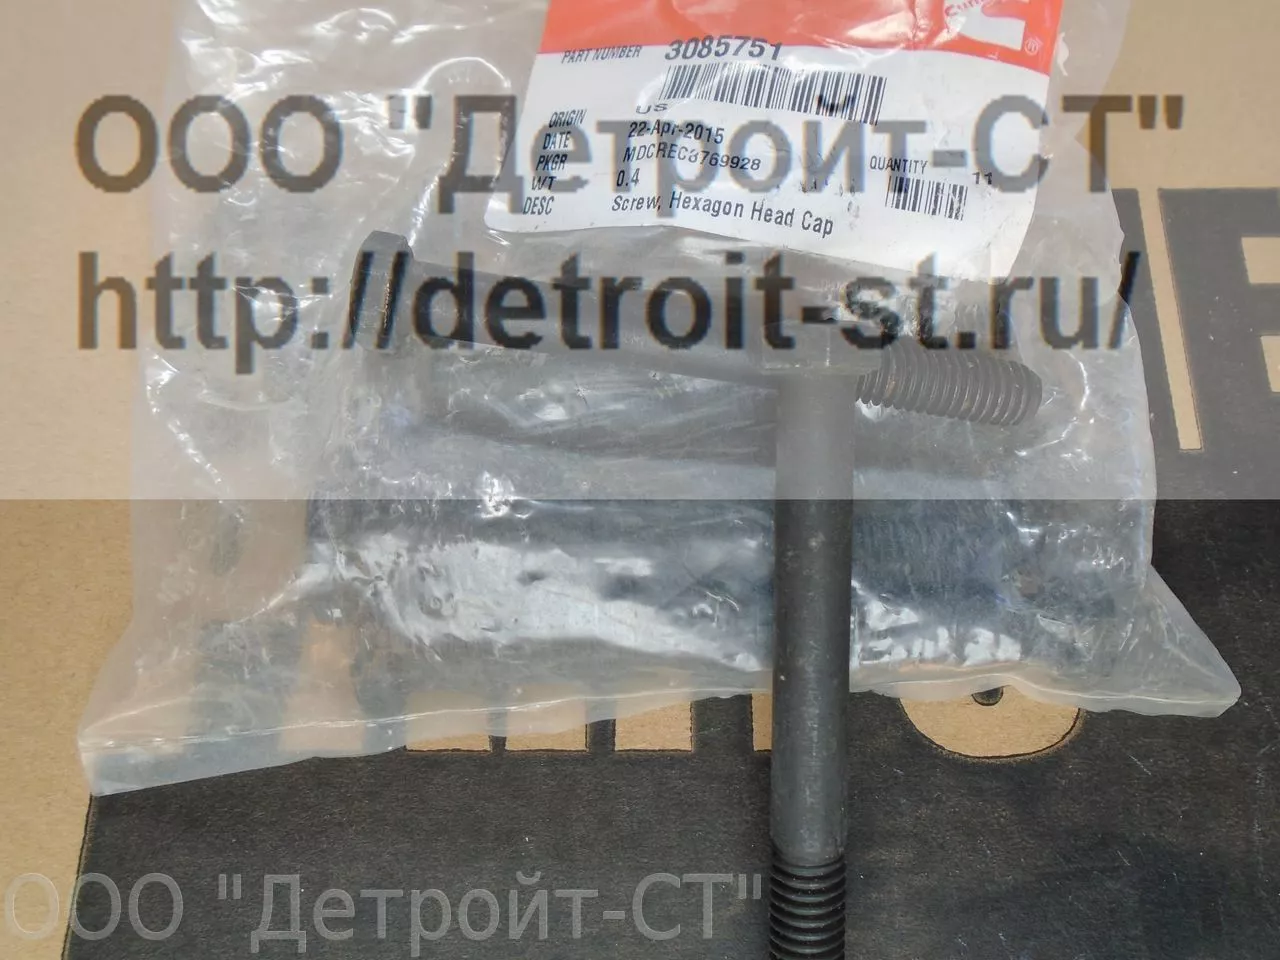 PART NUMBER 3085751
ORIGIN US
DATE 22-Apr-2015
PKGR MDCREC8769928 QUANTITY 11
WT 0.4
DESC Screw, Hexagon Head Cap
ООО "Детройт-СТ"
http://detroit-st.ru/
ООО "Детройт-СТ"